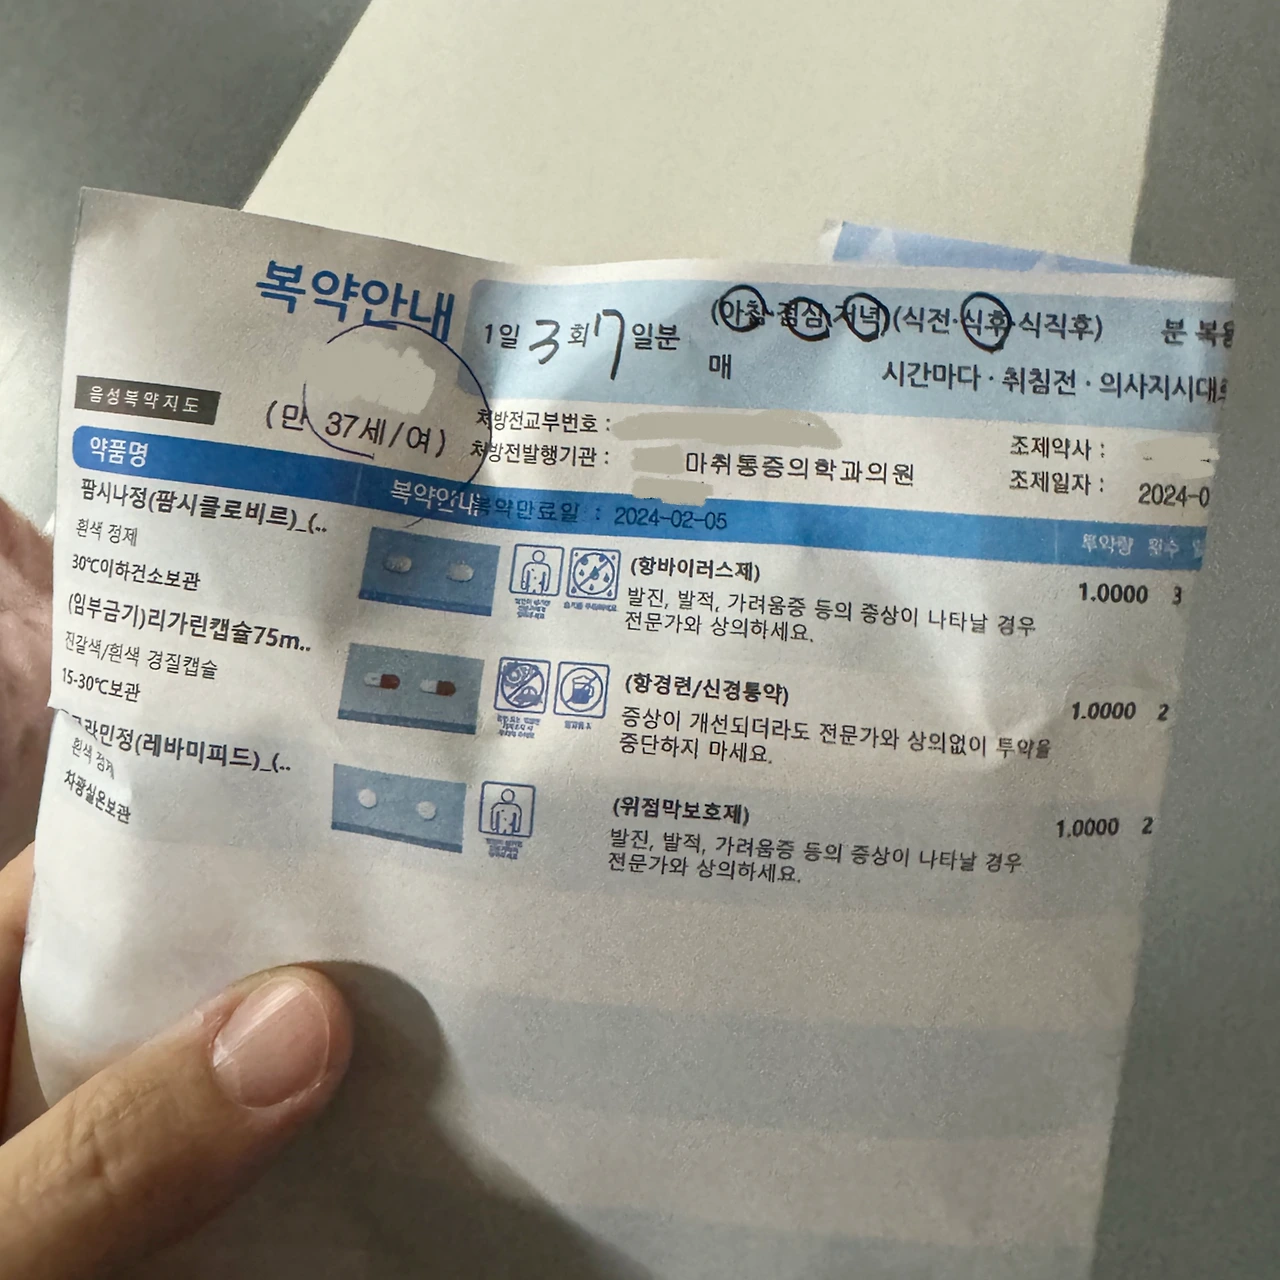 복약안내
1일 3회 7일분
(아침·점심·저녁)(식전·식후·식직후) 분 복용
매 시간마다·취침전·의사지시대로
음성복약지도
(만 37세/여)
처방전교부번호 :
조제약사 :
처방전발행기관 : 마취통증의학과의원
조제일자 : 2024-0
약품명 복약안내 복약만료일 : 2024-02-05 투약량 횟수
팜시나정(팜시클로비르)_(..
흰색 정제
30℃이하건소보관
(항바이러스제)
발진, 발적, 가려움증 등의 증상이 나타날 경우
전문가와 상의하세요.
1.0000 3
(임부금기)리가린캡슐75m..
진갈색/흰색 경질캡슐
15-30℃보관
(항경련/신경통약)
증상이 개선되더라도 전문가와 상의없이 투약을
중단하지 마세요.
1.0000 2
코라민정(레바미피드)_(..
흰색 정제
차광실온보관
(위점막보호제)
발진, 발적, 가려움증 등의 증상이 나타날 경우
전문가와 상의하세요.
1.0000 2